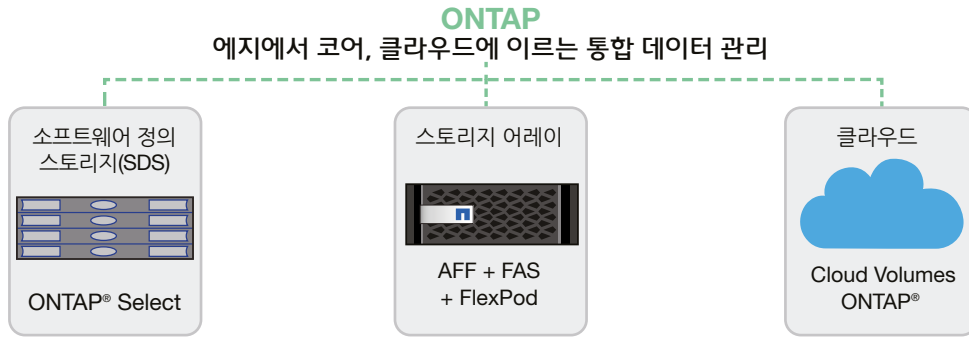 ONTAP
에지에서 코어, 클라우드에 이르는 통합 데이터 관리
소프트웨어 정의
스토리지(SDS)
ONTAP® Select
스토리지 어레이
AFF + FAS
+ FlexPod
클라우드
Cloud Volumes
ONTAP®